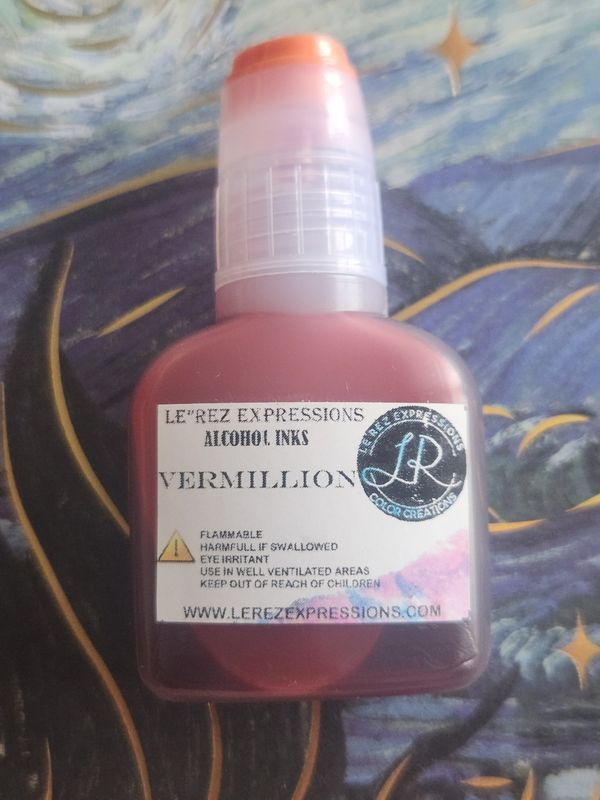 LE"REZ EXPRESSIONS
ALCOHOL INKS
VERMILLION
LE REZ EXPRESSIONS
LR
COLOR CREATIONS
FLAMMABLE
HARMFULL IF SWALLOWED
EYE IRRITANT
USE IN WELL VENTILATED AREAS
KEEP OUT OF REACH OF CHILDREN
WWW.LEREZEXPRESSIONS.COM